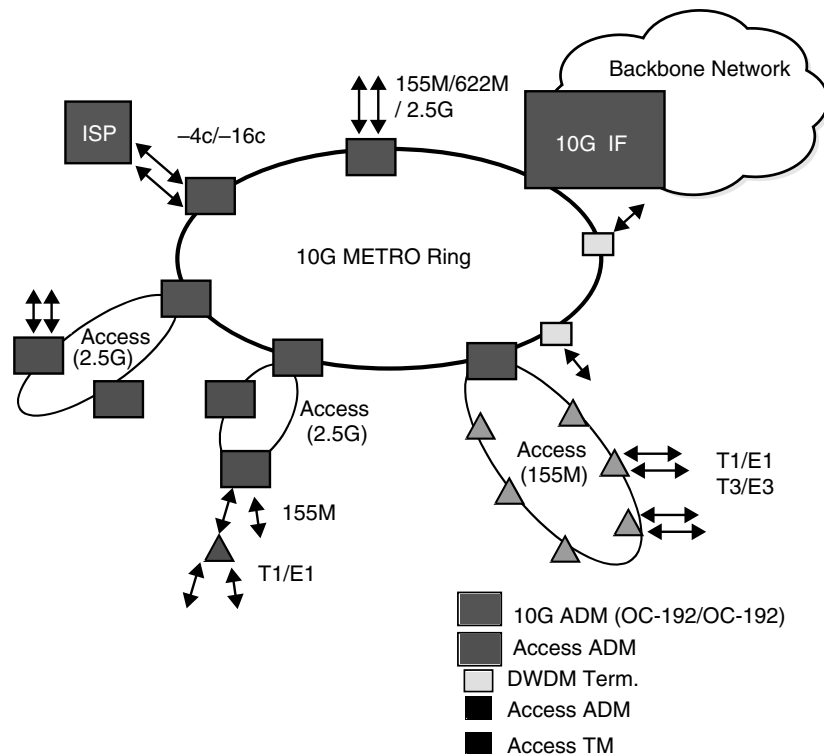 Backbone Network
155M/622M
/ 2.5G
ISP
–4c/–16c
10G IF
10G METRO Ring
Access
(2.5G)
Access
(2.5G)
Access
(155M)
T1/E1
T3/E3
155M
T1/E1
10G ADM (OC-192/OC-192)
Access ADM
DWDM Term.
Access ADM
Access TM